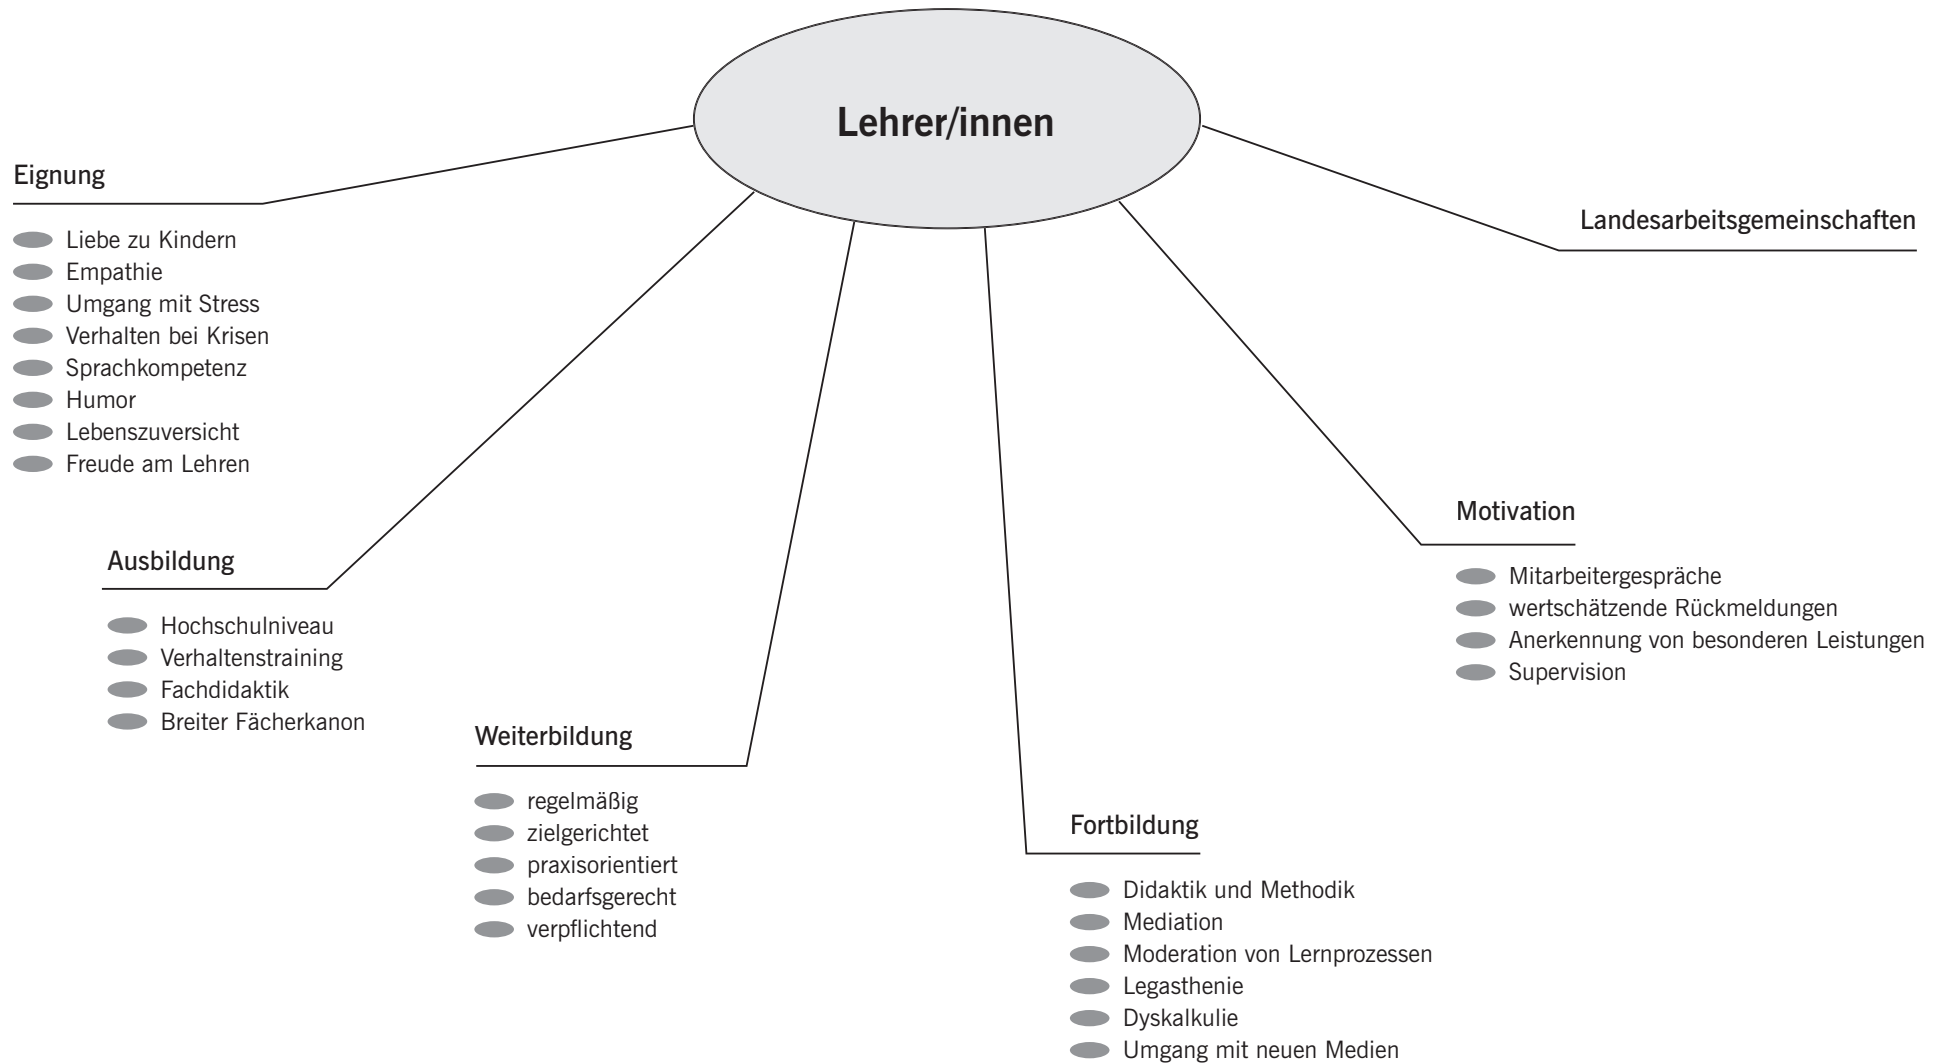 Lehrer/innen
Eignung
Liebe zu Kindern
Empathie
Umgang mit Stress
Verhalten bei Krisen
Sprachkompetenz
Humor
Lebenszuversicht
Freude am Lehren
Ausbildung
Hochschulniveau
Verhaltenstraining
Fachdidaktik
Breiter Fächerkanon
Weiterbildung
regelmäßig
zielgerichtet
praxisorientiert
bedarfsgerecht
verpflichtend
Fortbildung
Didaktik und Methodik
Mediation
Moderation von Lernprozessen
Legasthenie
Dyskalkulie
Umgang mit neuen Medien
Motivation
Mitarbeitergespräche
wertschätzende Rückmeldungen
Anerkennung von besonderen Leistungen
Supervision
Landesarbeitsgemeinschaften